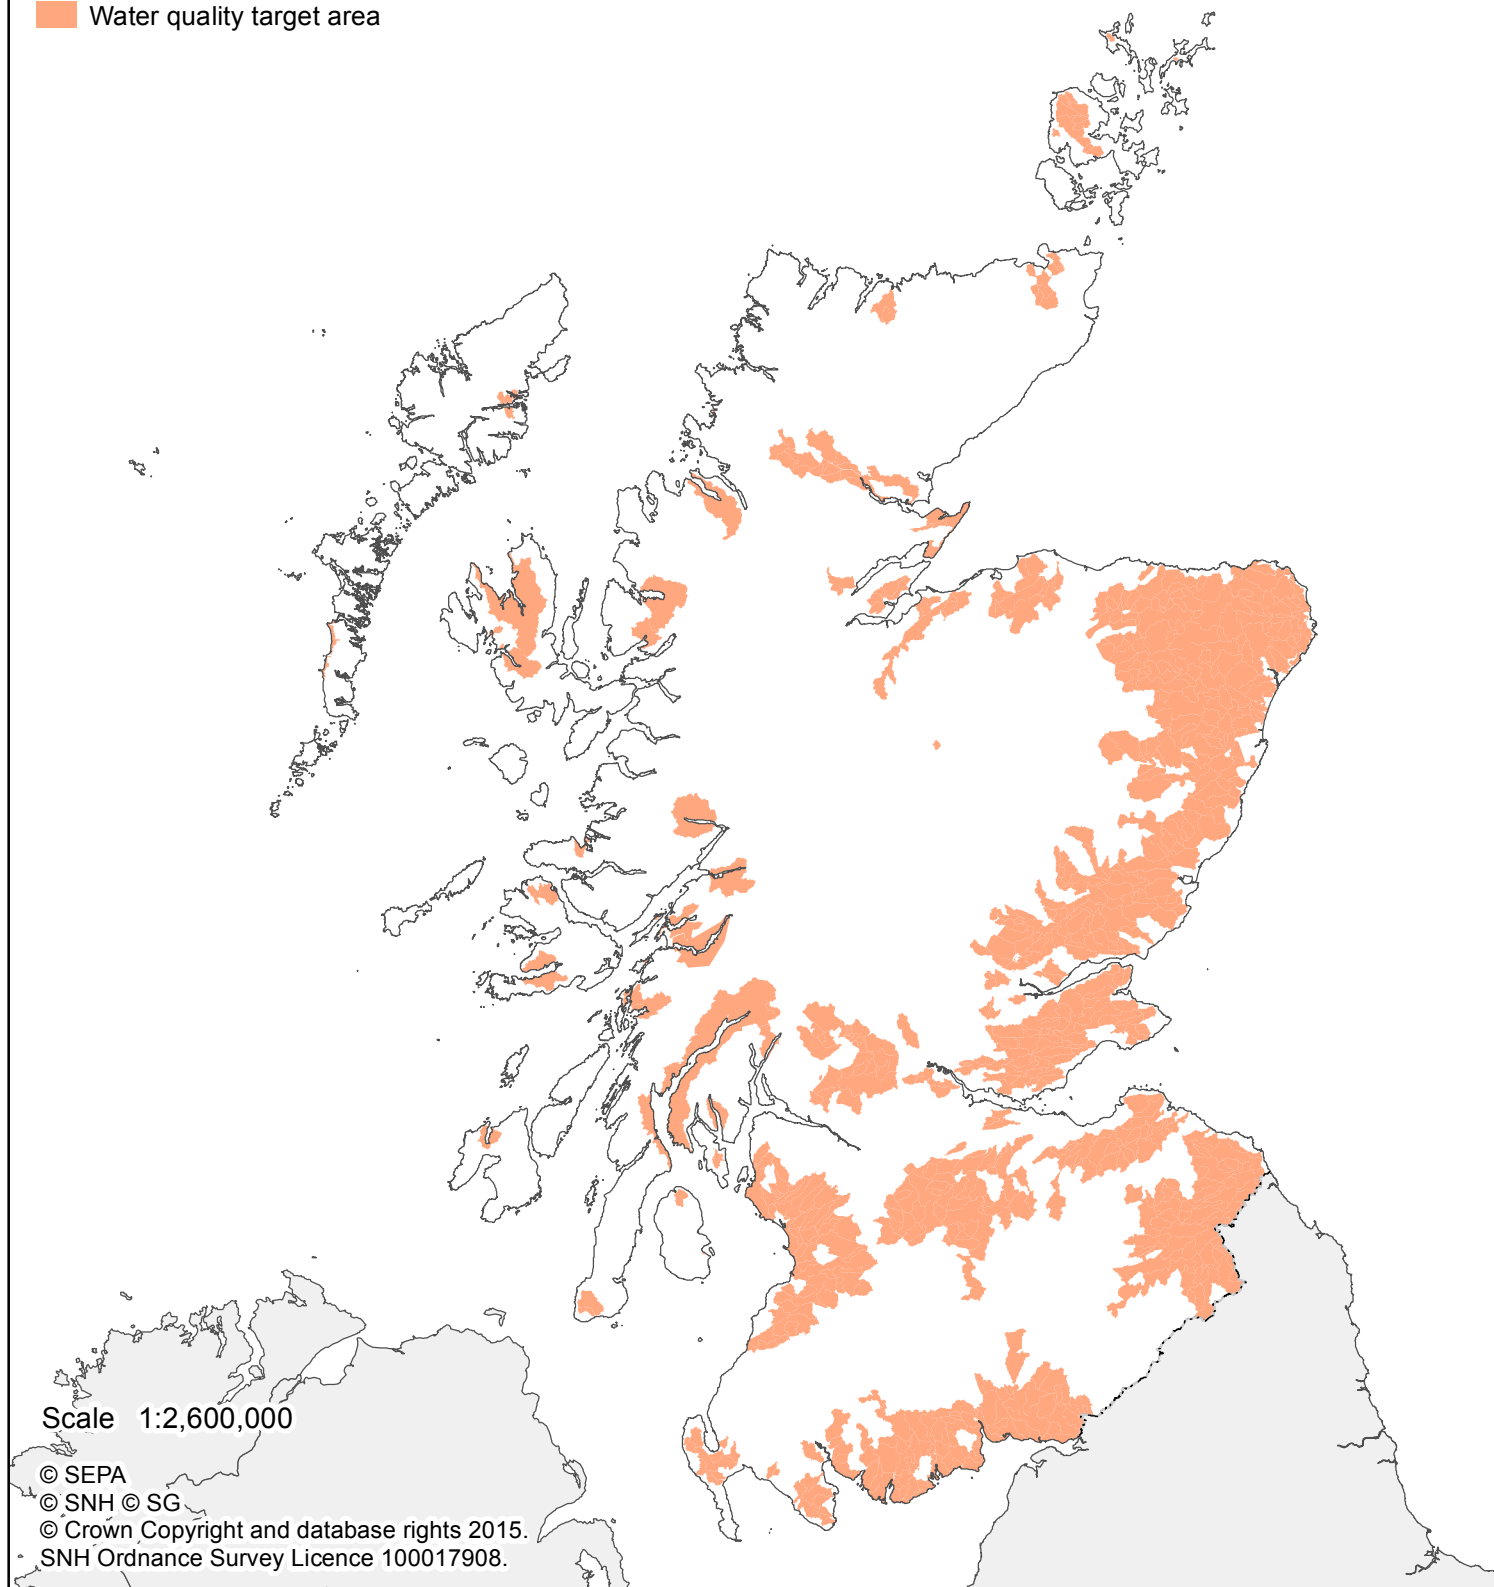 Water quality target area
Scale 1:2,600,000
© SEPA
© SNH © SG
© Crown Copyright and database rights 2015.
SNH Ordnance Survey Licence 100017908.